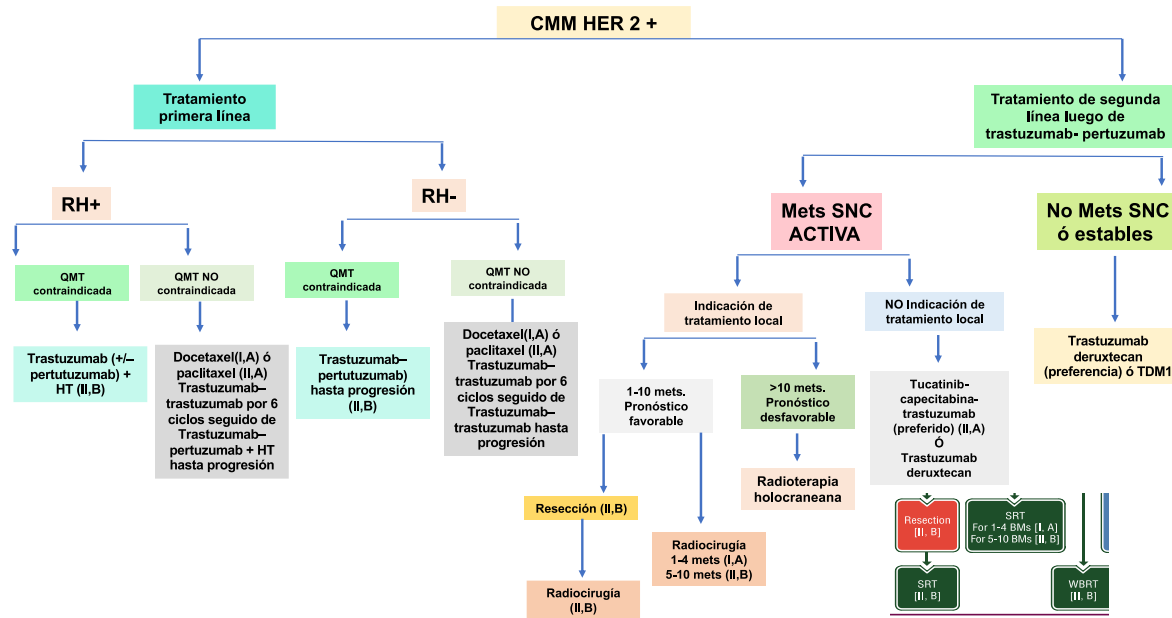 CMM HER 2 +
Tratamiento
primera línea
Tratamiento de segunda
línea luego de
trastuzumab- pertuzumab
RH+
RH-
Mets SNC
ACTIVA
No Mets SNC
ó estables
QMT
contraindicada
QMT NO
contraindicada
QMT
contraindicada
QMT NO
contraindicada
Indicación de
tratamiento local
NO Indicación de
tratamiento local
Trastuzumab (+/–
pertutuzumab) +
HT (II,B)
Docetaxel(I,A) ó
paclitaxel (II,A)
Trastuzumab–
trastuzumab por 6
ciclos seguido de
Trastuzumab–
pertuzumab + HT
hasta progresión
Trastuzumab–
pertutuzumab)
hasta progresión
(II,B)
Docetaxel(I,A) ó
paclitaxel (II,A)
Trastuzumab–
trastuzumab por 6
ciclos seguido de
Trastuzumab–
trastuzumab hasta
progresión
1-10 mets.
Pronóstico
favorable
>10 mets.
Pronóstico
desfavorable
Tucatinib-
capecitabina-
trastuzumab
(preferido) (II,A)
Ó
Trastuzumab
deruxtecan
Trastuzumab
deruxtecan
(preferencia) ó TDM1
Resección (II,B)
Radiocirugía
1-4 mets (I,A)
5-10 mets (II,B)
Radioterapia
holocraneana
Radiocirugía
(II,B)
Resection
[II, B]
SRT
For 1-4 BMs [I, A]
For 5-10 BMs [II, B]
SRT
[II, B]
WBRT
[II, B]